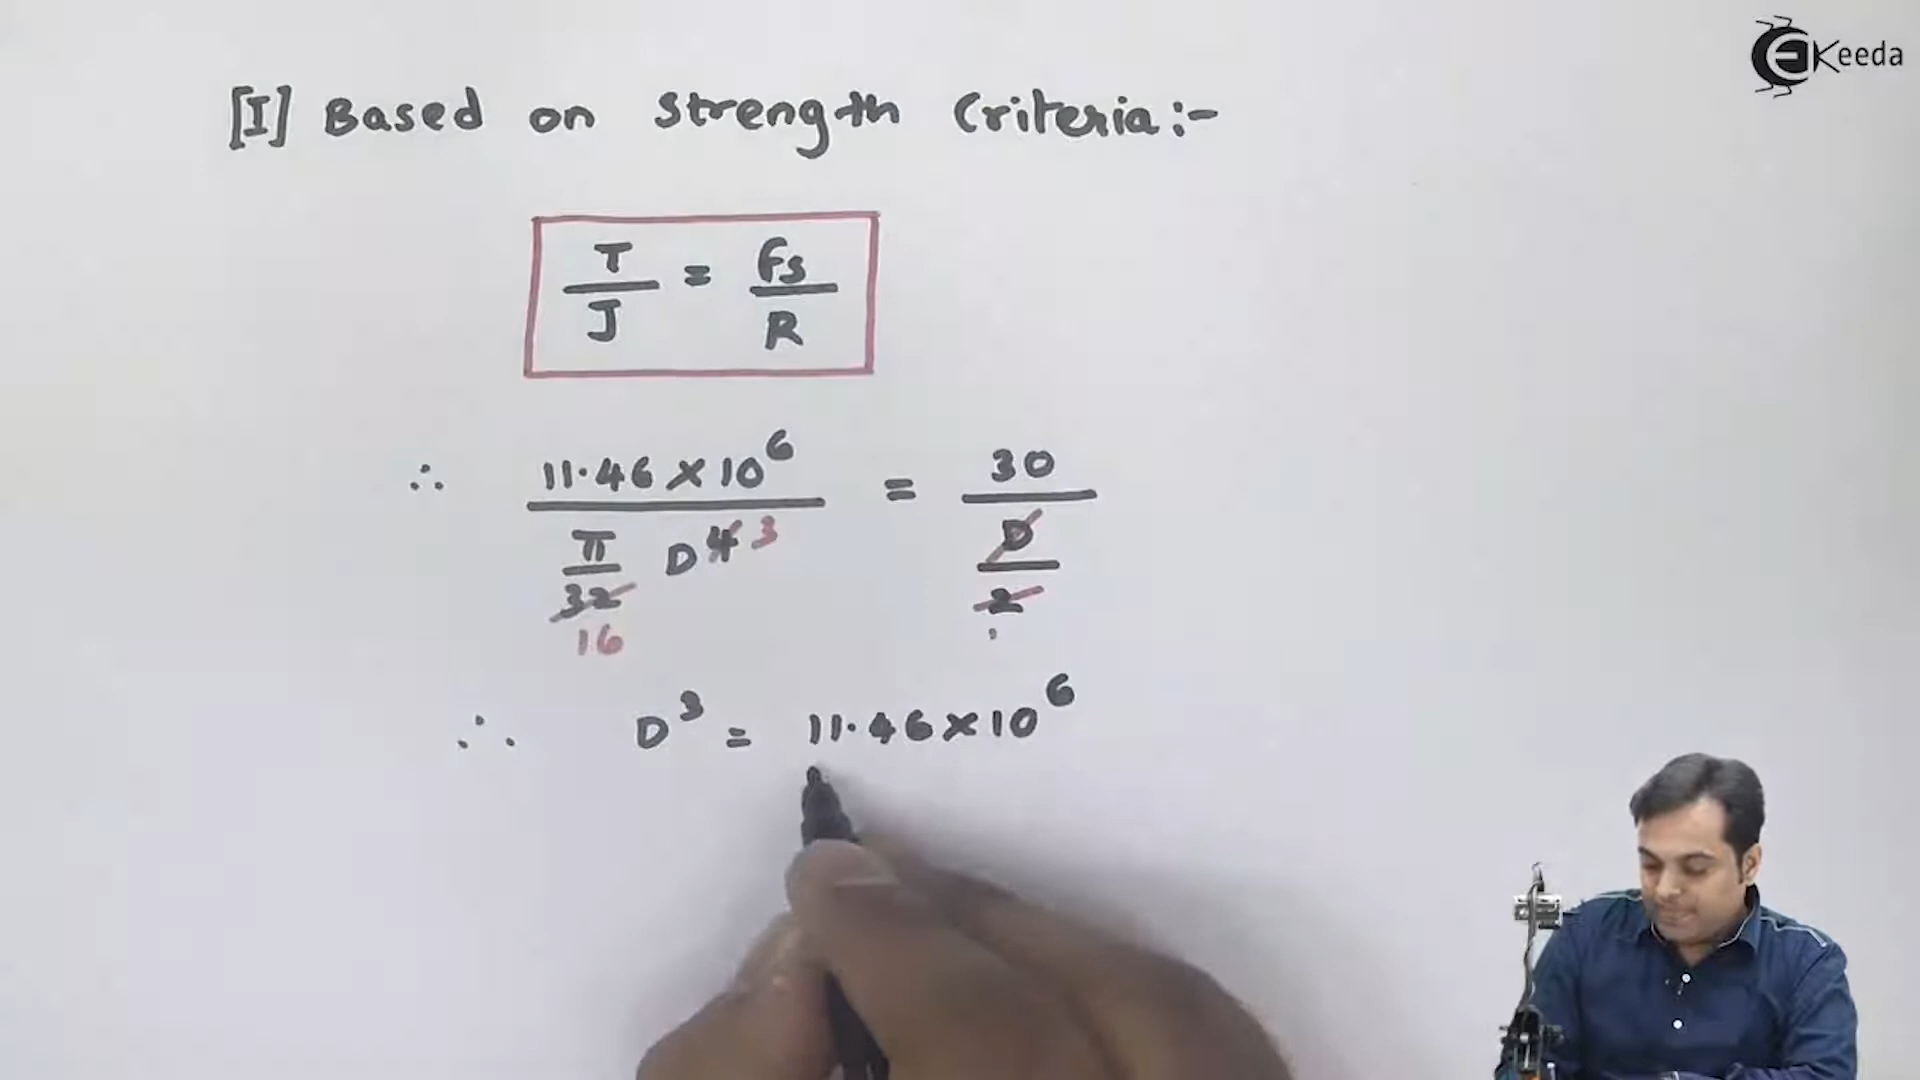 EKeeda
[I] Based on Strength Criteria:-
T/J = Fs/R
∴ 11.46 × 10^6 / (π/32 D^4 3) = 30 / (D/2)
16 1
∴ D^3 = 11.46 × 10^6